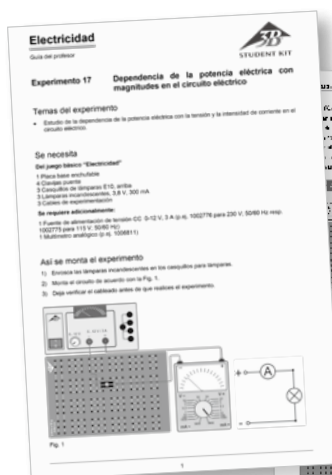 Electricidad
Guía del profesor
3B
STUDENT KIT
Experimento 17 Dependencia de la potencia eléctrica con
magnitudes en el circuito eléctrico
Temas del experimento
• Estudio de la dependencia de la potencia eléctrica con la tensión y la intensidad de corriente en el
circuito eléctrico.
Se necesita
Del juego básico "Electricidad"
1 Placa base enchufable
4 Clavijas puente
3 Casquillos de lámparas E10, arriba
3 Lámparas incandescentes, 3,8 V, 300 mA
3 Cables de experimentación
Se requiere adicionalmente:
1 Fuente de alimentación de tensión CC 0-12 V, 3 A (p.ej. 1002776 para 230 V, 50/60 Hz resp.
1002775 para 115 V; 50/60 Hz)
1 Multímetro analógico (p.ej. 1008811)
Así se monta el experimento
1) Enrosca las lámparas incandescentes en los casquillos para lámparas.
2) Monta el circuito de acuerdo con la Fig. 1.
3) Deja verificar el cableado antes de que realices el experimento.
+
A
-
Fig. 1
1